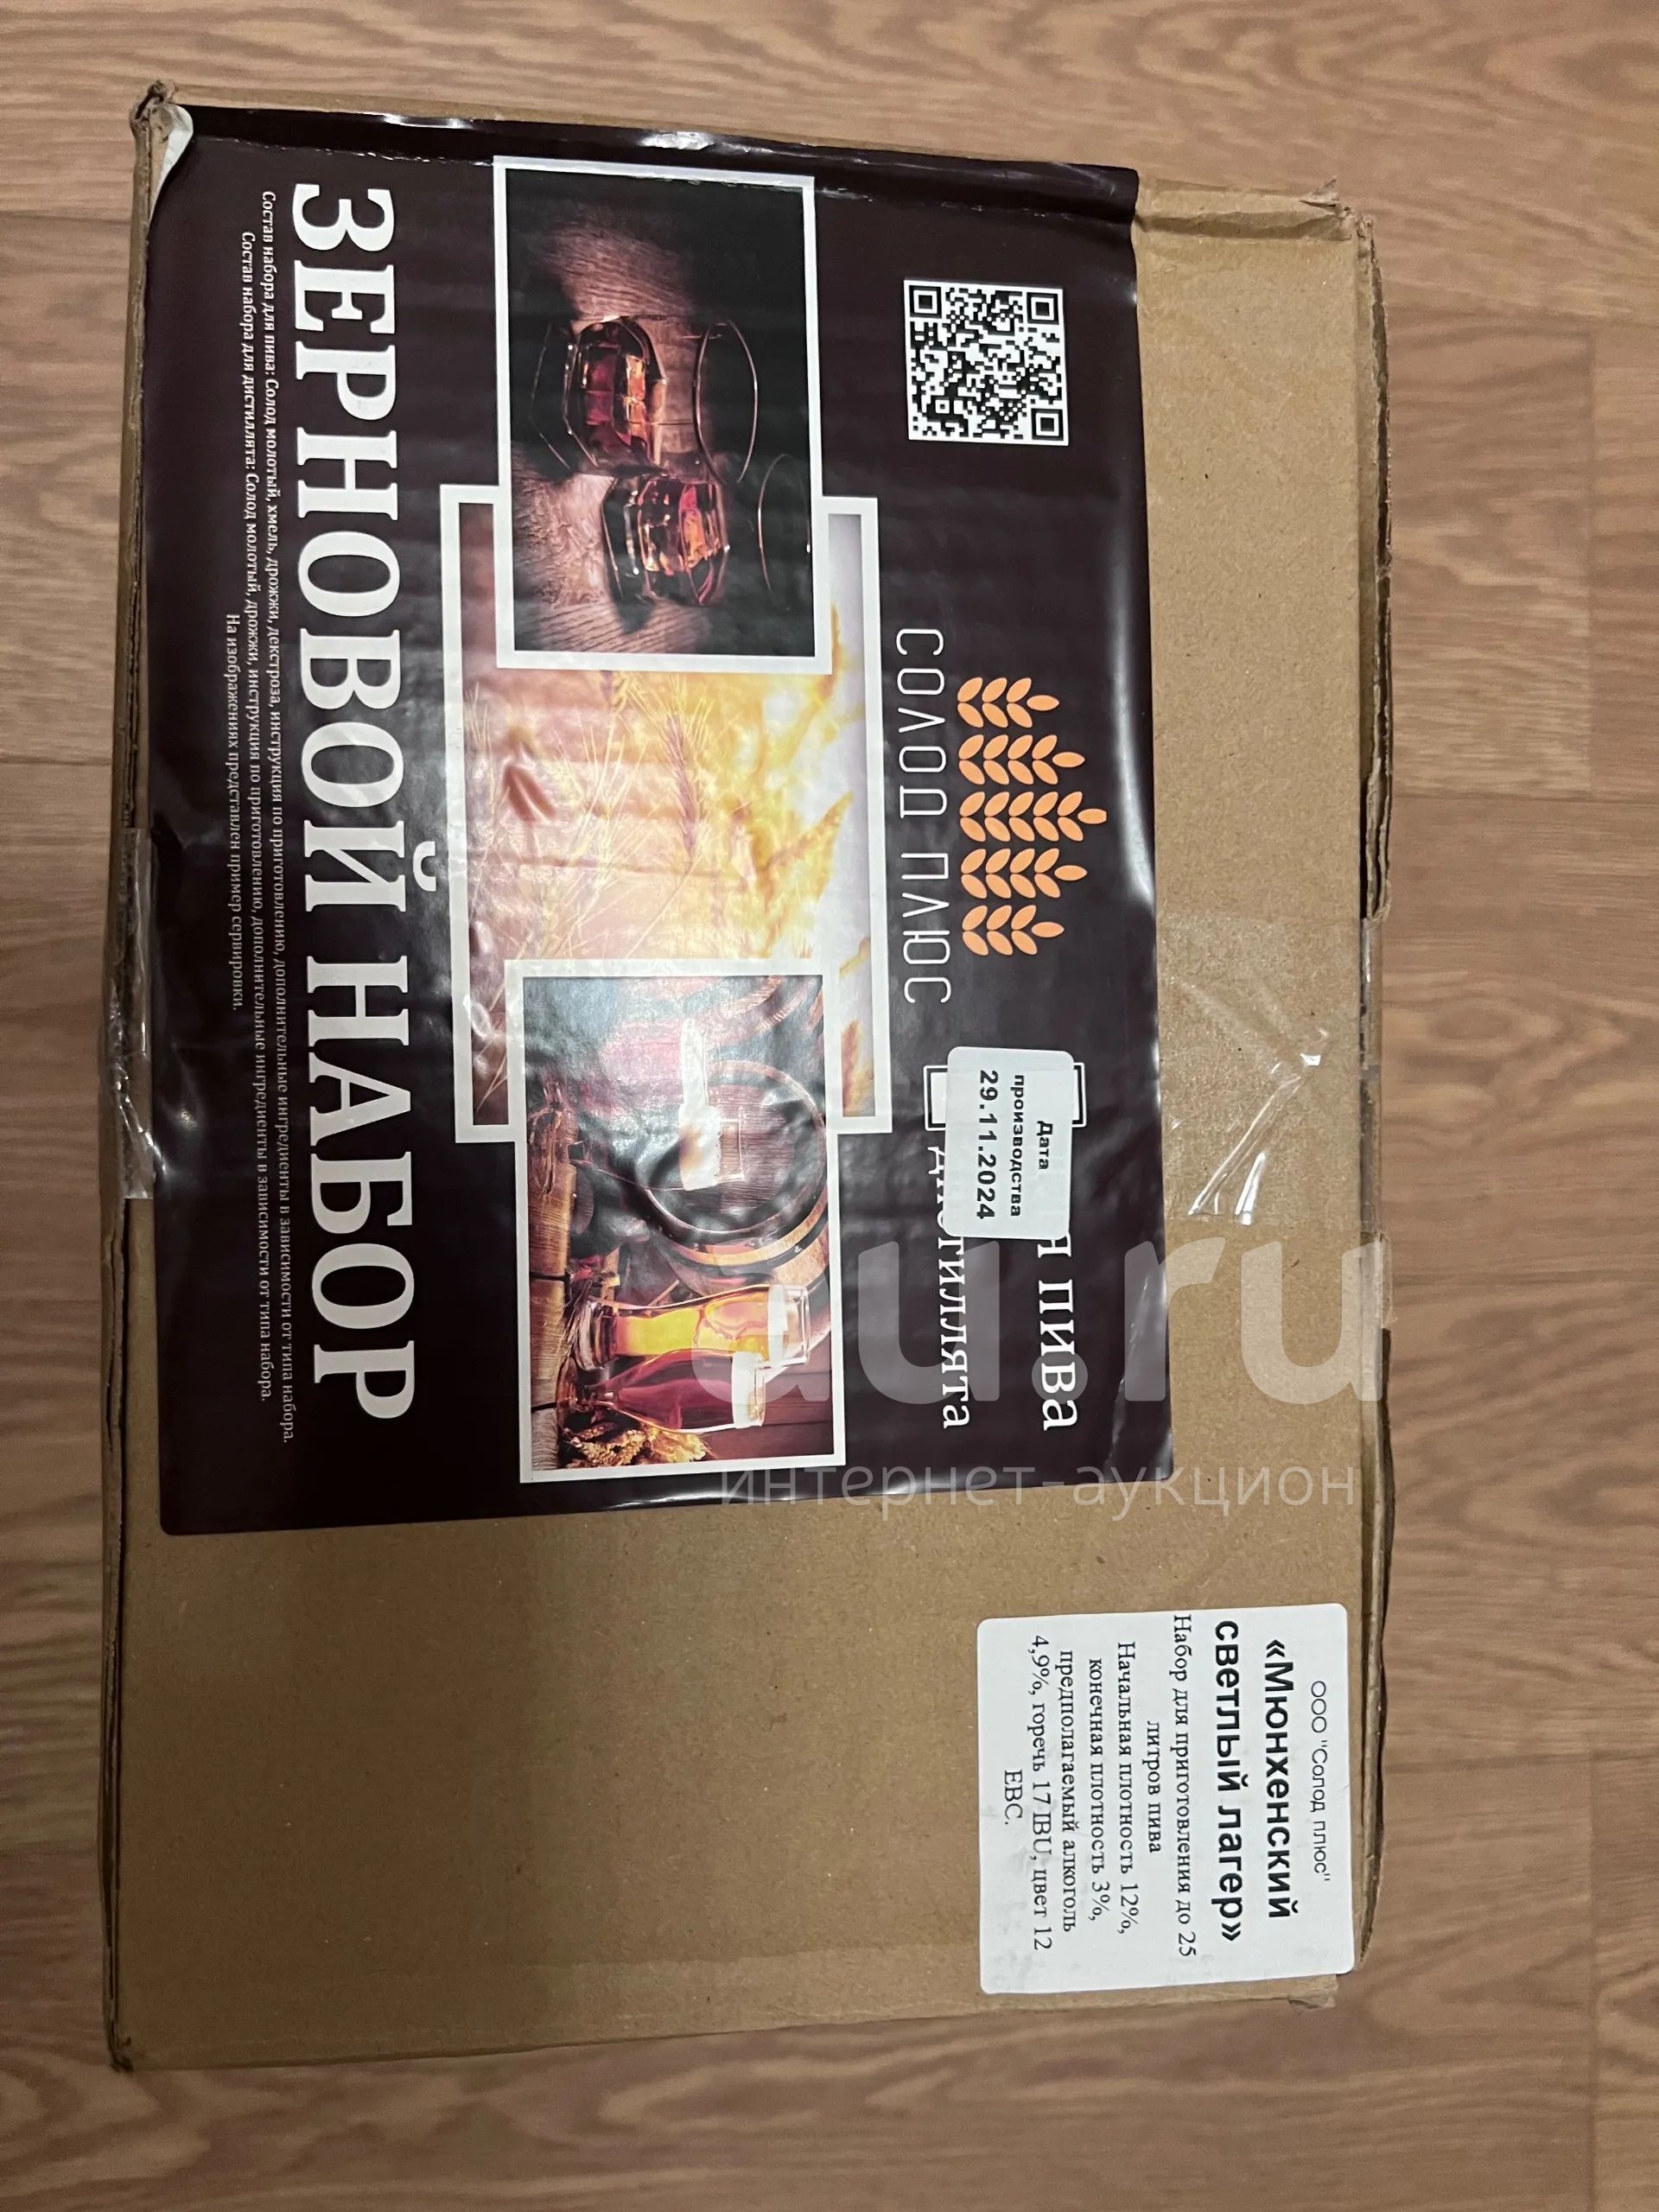 СОЛОД ПЛЮС
ПИВА
Дата
производства
29.11.2024
ЗЕРНОВОЙ НАБОР
Состав набора для пива: Солод молотый, хмель, дрожжи, декстроза, инструкция по приготовлению, дополнительные ингредиенты в зависимости от типа набора.
Состав набора для дистиллята: Солод молотый, дрожжи, инструкция по приготовлению, дополнительные ингредиенты в зависимости от типа набора.
На изображениях представлен пример сервировки.
ООО "Солод плюс"
«Мюнхенский
светлый лагер»
Набор для приготовления до 25
литров пива
Начальная плотность 12%,
конечная плотность 3%,
предполагаемый алкоголь
4,9%, горечь 17 IBU, цвет 12
EBC.
au.ru
интернет-аукцион